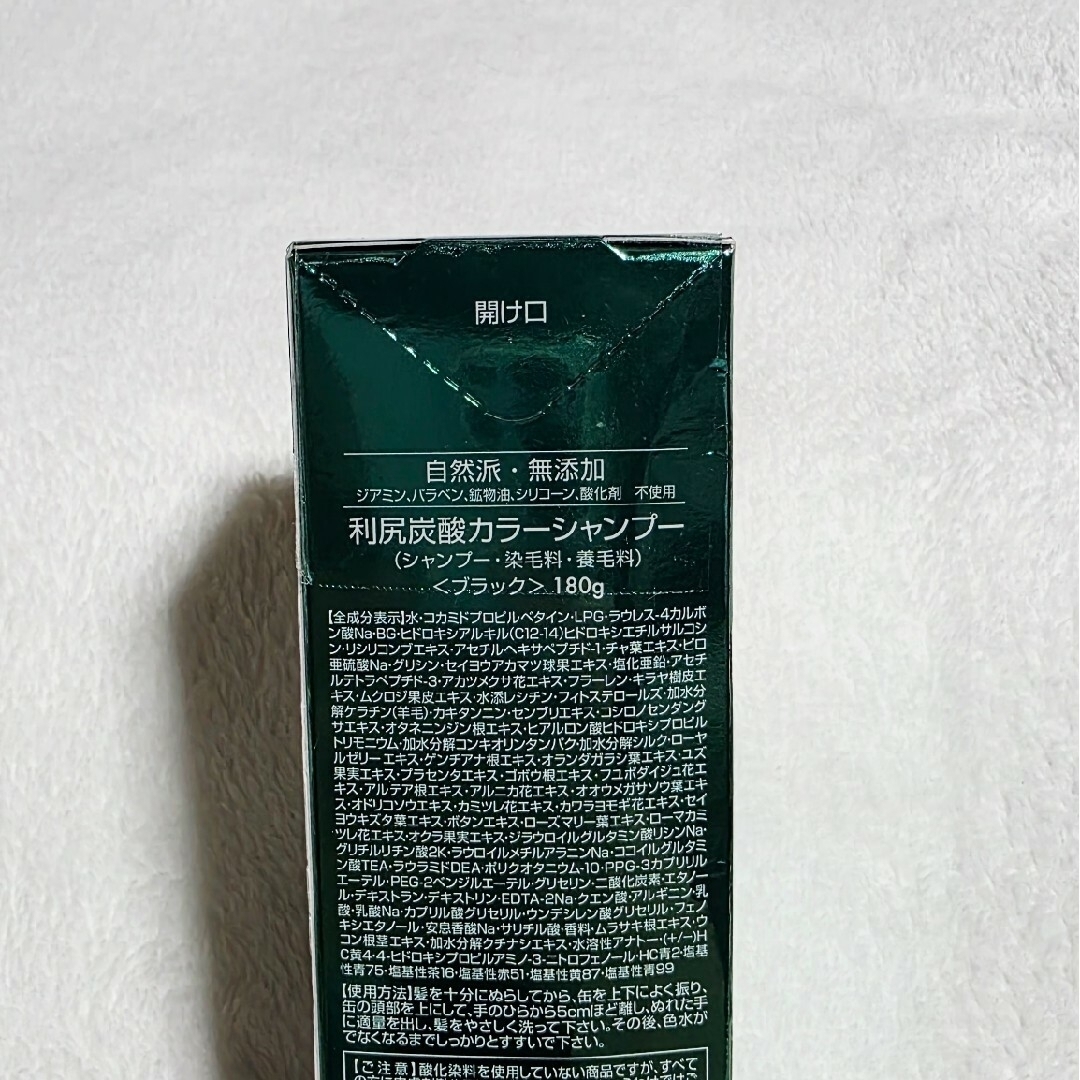 開け口
自然派・無添加
ジアミン、パラベン、鉱物油、シリコーン、酸化剤 不使用
利尻炭酸カラーシャンプー
(シャンプー・染毛料・養毛料)
<ブラック> 180g
【全成分表示】水・コカミドプロピルベタイン・LPG・ラウレス-4カルボ
ン酸Na・BG・ヒドロキシアルキル(C12-14)ヒドロキシエチルサルコシ
ン・リシリコンブエキス・アセチルヘキサペプチド-1・チャ葉エキス・ピロ
亜硫酸Na・グリシン・セイヨウアカマツ球果エキス・塩化亜鉛・アセチ
ルテトラペプチド-3・アカツメクサ花エキス・フラーレン・キラヤ樹皮エ
キス・ムクロジ果皮エキス・水添レシチン・フィトステロールズ・加水分
解ケラチン(羊毛)・カキタンニン・センブリエキス・コシロノセンダング
サエキス・オタネニンジン根エキス・ヒアルロン酸ヒドロキシプロピル
トリモニウム・加水分解コンキオリンタンパク・加水分解シルク・ローヤ
ルゼリーエキス・ゲンチアナ根エキス・オランダガラシ葉エキス・ユズ
果実エキス・プラセンタエキス・ゴボウ根エキス・フユボダイジュ花エ
キス・アルテア根エキス・アルニカ花エキス・オオウメガサソウ葉エキ
ス・オドリコソウエキス・カミツレ花エキス・カワラヨモギ花エキス・セイ
ヨウキズタ葉エキス・ボタンエキス・ローズマリー葉エキス・ローマカミ
ツレ花エキス・オクラ果実エキス・ジラウロイルグルタミン酸リシンNa・
グリチルリチン酸2K・ラウロイルメチルアラニンNa・ココイルグルタミ
ン酸TEA・ラウラミドDEA・ポリクオタニウム-10・PPG-3カプリリル
エーテル・PEG-2ベンジルエーテル・グリセリン・二酸化炭素・エタノー
ル・デキストラン・デキストリン・EDTA-2Na・クエン酸・アルギニン・乳
酸・乳酸Na・カプリル酸グリセリル・ウンデシレン酸グリセリル・フェノ
キシエタノール・安息香酸Na・サリチル酸・香料・ムラサキ根エキス・ウ
コン根茎エキス・加水分解クチナシエキス・水溶性アナトー・(+/-)H
C黄4・4-ヒドロキシプロピルアミノ-3-ニトロフェノール・HC青2・塩基
性青75・塩基性茶16・塩基性赤51・塩基性黄87・塩基性青99
【使用方法】髪を十分にぬらしてから、缶を上下によく振り、
缶の頭部を上にして、手のひらから5cmほど離し、ぬれた手
に適量を出し、髪をやさしく洗って下さい。その後、色水が
でなくなるまでしっかりとすすいで下さい。
【ご注意】酸化染料を使用していない商品ですが、すべて